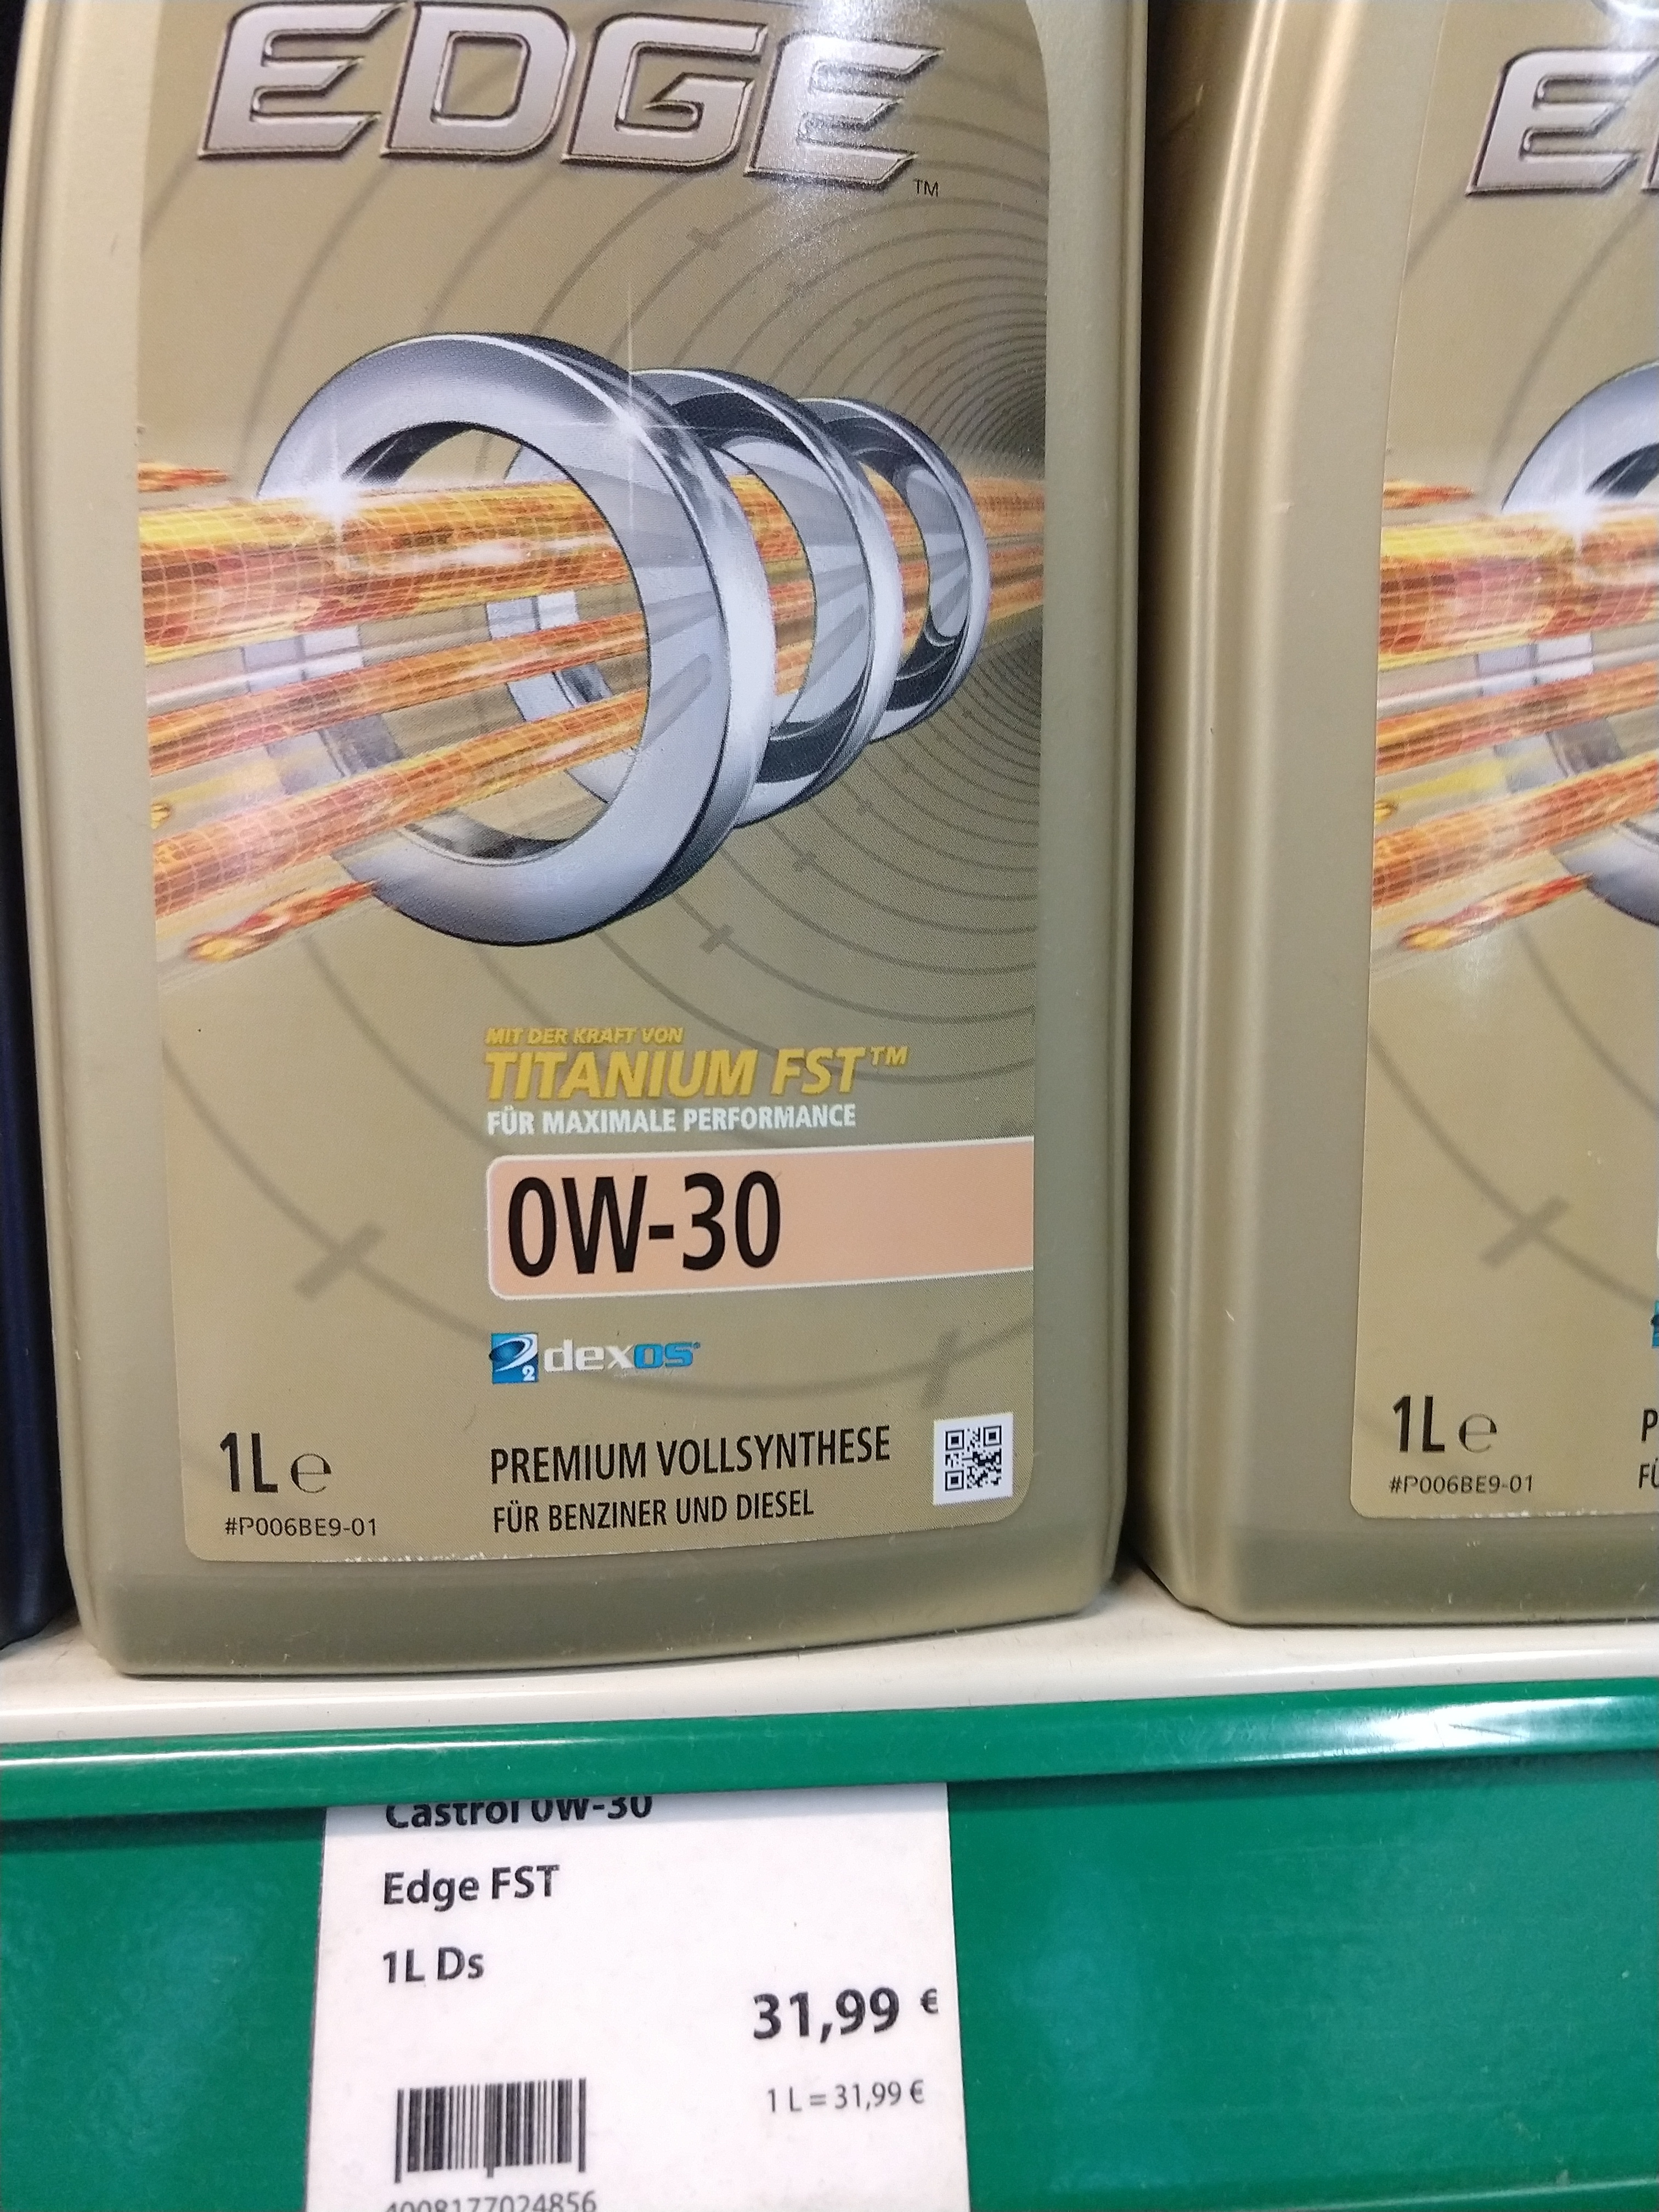 EDGE
TM
MIT DER KRAFT VON
TITANIUM FST™
FÜR MAXIMALE PERFORMANCE
0W-30
2 dexos®
1L e
#P006BE9-01
PREMIUM VOLLSYNTHESE
FÜR BENZINER UND DIESEL
1L e
#P006BE9-01
Castrol 0W-30
Edge FST
1L Ds
31,99 €
1 L = 31,99 €
4008177024856